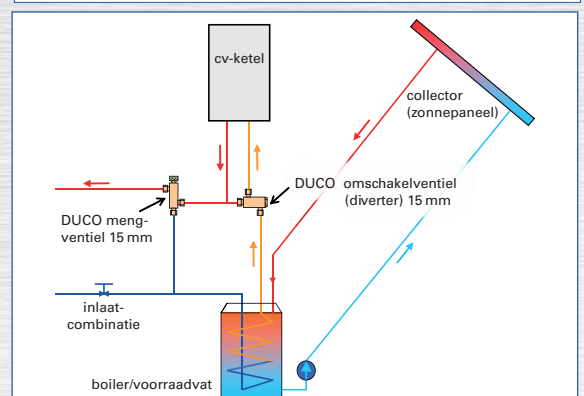 cv-ketel
collector
(zonnepaneel)
DUCO omschakelventiel
(diverter) 15 mm
DUCO meng-
ventiel 15 mm
inlaat-
combinatie
boiler/voorraadvat